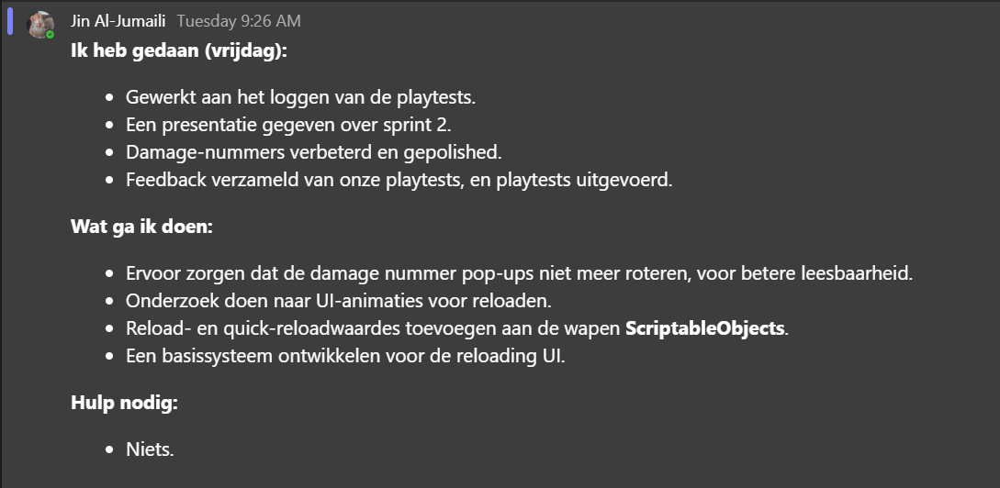 Jin Al-Jumaili Tuesday 9:26 AM
Ik heb gedaan (vrijdag):
• Gewerkt aan het loggen van de playtests.
• Een presentatie gegeven over sprint 2.
• Damage-nummers verbeterd en gepolished.
• Feedback verzameld van onze playtests, en playtests uitgevoerd.
Wat ga ik doen:
• Ervoor zorgen dat de damage nummer pop-ups niet meer roteren, voor betere leesbaarheid.
• Onderzoek doen naar UI-animaties voor reloaden.
• Reload- en quick-reloadwaardes toevoegen aan de wapen ScriptableObjects.
• Een basissysteem ontwikkelen voor de reloading UI.
Hulp nodig:
• Niets.